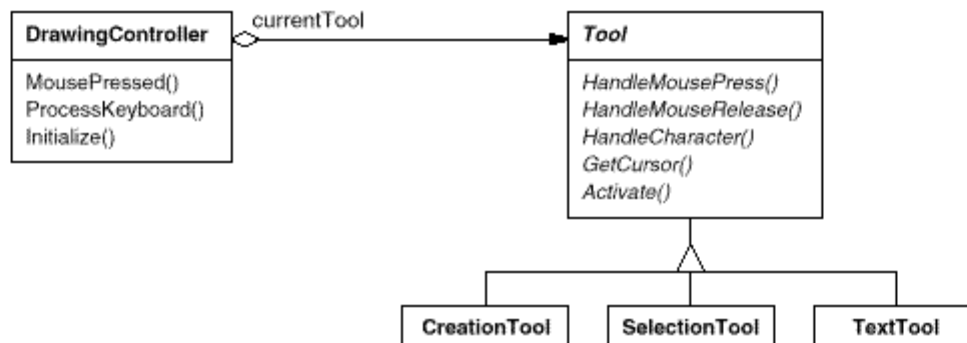 DrawingController
MousePressed()
ProcessKeyboard()
Initialize()
currentTool
Tool
HandleMousePress()
HandleMouseRelease()
HandleCharacter()
GetCursor()
Activate()
CreationTool
SelectionTool
TextTool